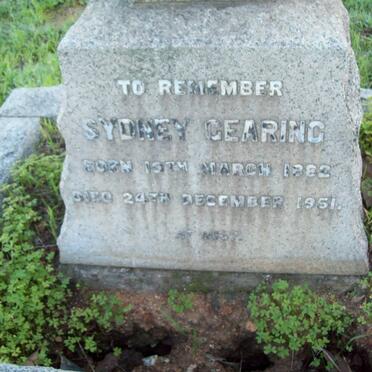 TO REMEMBER
SYDNEY GEARING
BORN 15TH MARCH 1882
DIED 24TH DECEMBER 1951.
AT REST.